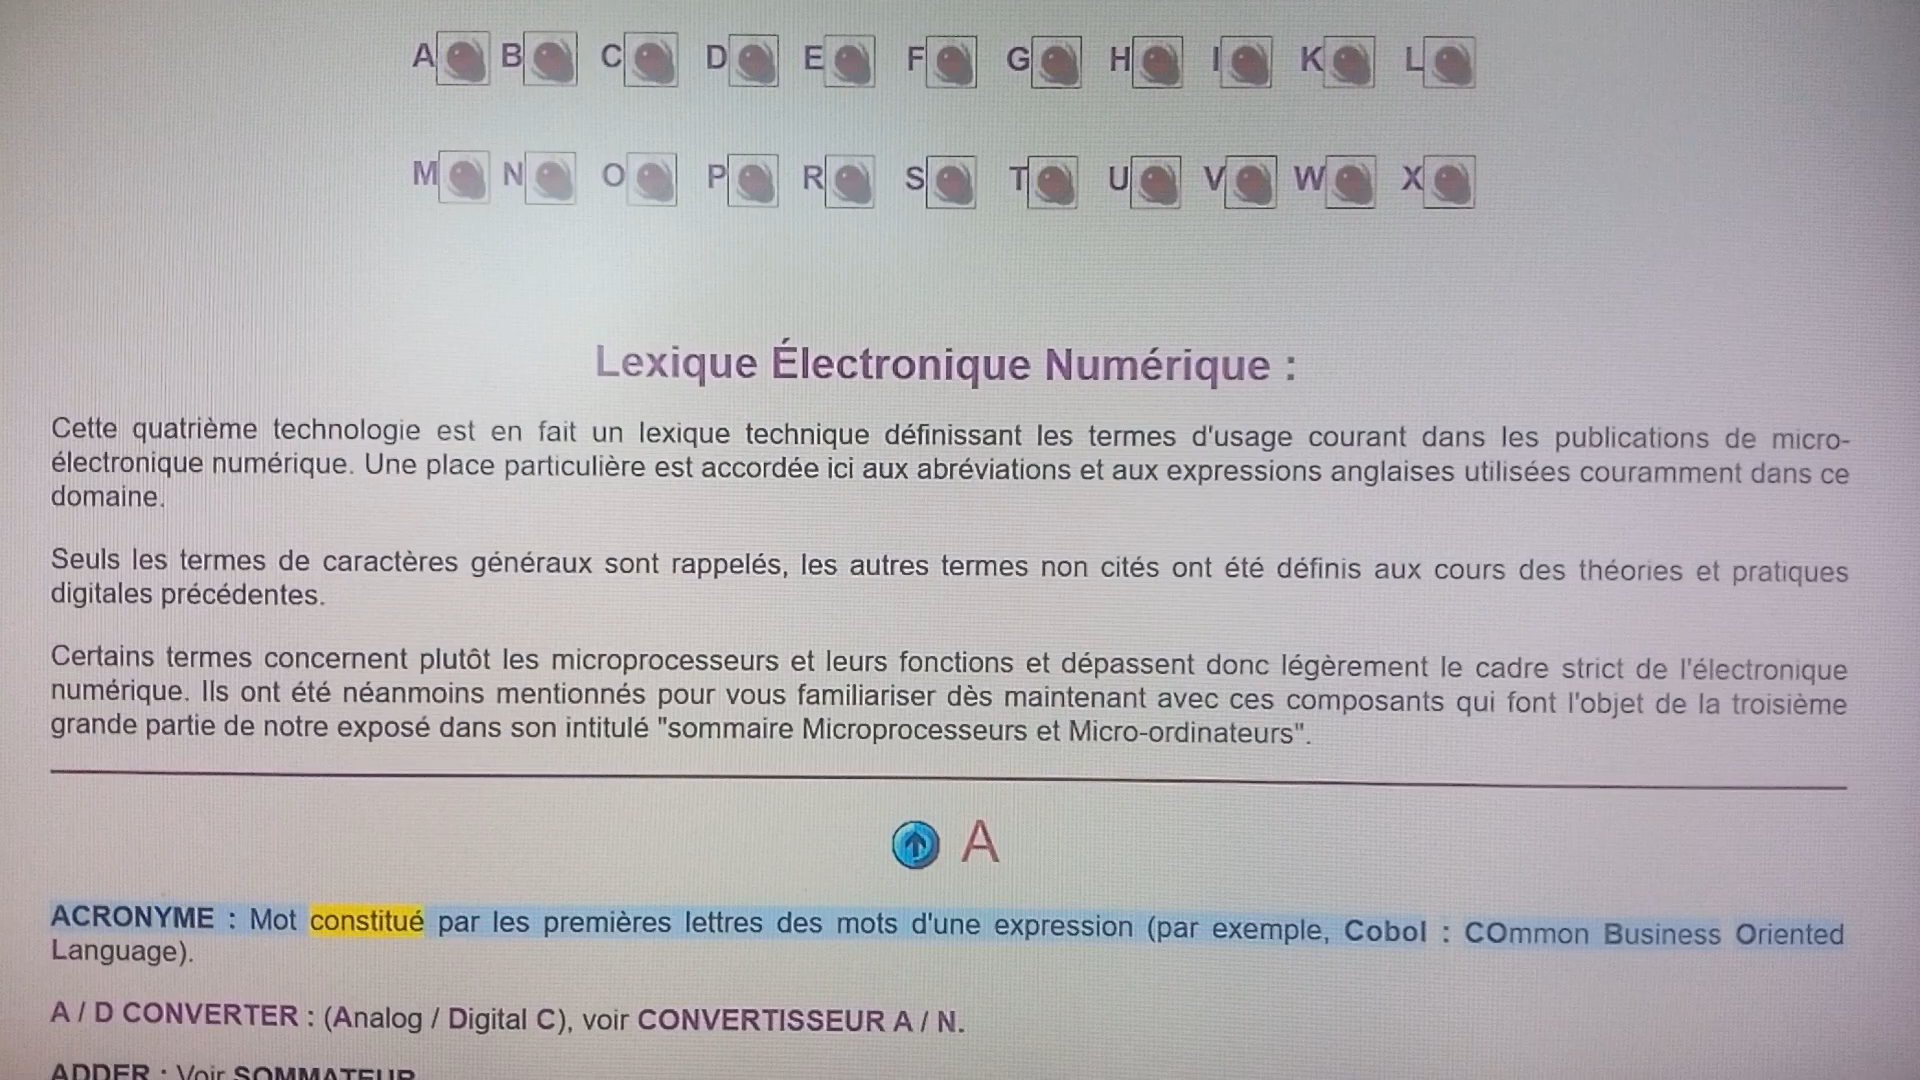 A B C D E F G H I K L
M N O P R S T U V W X
Lexique Électronique Numérique :
Cette quatrième technologie est en fait un lexique technique définissant les termes d'usage courant dans les publications de micro-
électronique numérique. Une place particulière est accordée ici aux abréviations et aux expressions anglaises utilisées couramment dans ce
domaine.
Seuls les termes de caractères généraux sont rappelés, les autres termes non cités ont été définis aux cours des théories et pratiques
digitales précédentes.
Certains termes concernent plutôt les microprocesseurs et leurs fonctions et dépassent donc légèrement le cadre strict de l'électronique
numérique. Ils ont été néanmoins mentionnés pour vous familiariser dès maintenant avec ces composants qui font l'objet de la troisième
grande partie de notre exposé dans son intitulé "sommaire Microprocesseurs et Micro-ordinateurs".
A
ACRONYME : Mot constitué par les premières lettres des mots d'une expression (par exemple, Cobol : COmmon Business Oriented
Language).
A / D CONVERTER : (Analog / Digital C), voir CONVERTISSEUR A / N.
ADDER : Voir SOMMATEUR